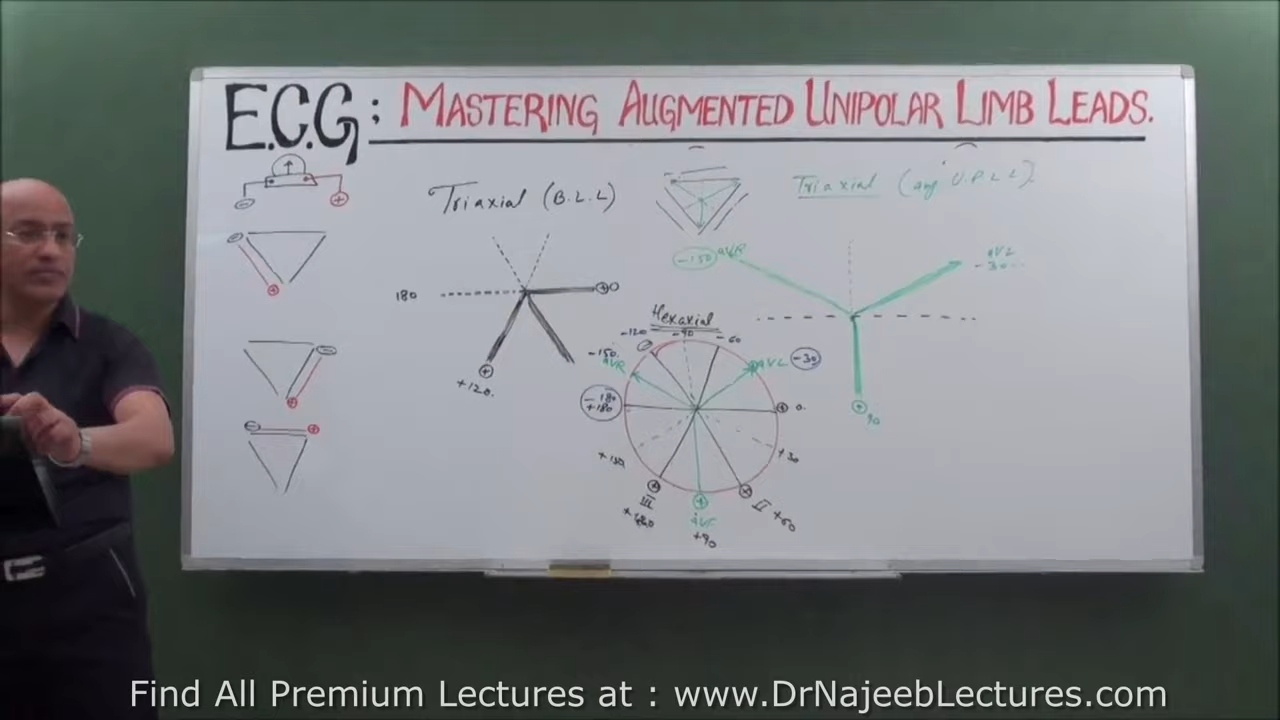 E.C.G; MASTERING AUGMENTED UNIPOLAR LIMB LEADS.
Triaxial (B.L.L)
Triaxial (aug U.P.L.L)
180
0
+120.
-150 aVR
aVL
-30
90
Hexaxial
-120 -90 -60
-150
aVR
aVL -30
-180
+180
0
+150
+30
III
aVF
+90
II +60
Find All Premium Lectures at : www.DrNajeebLectures.com